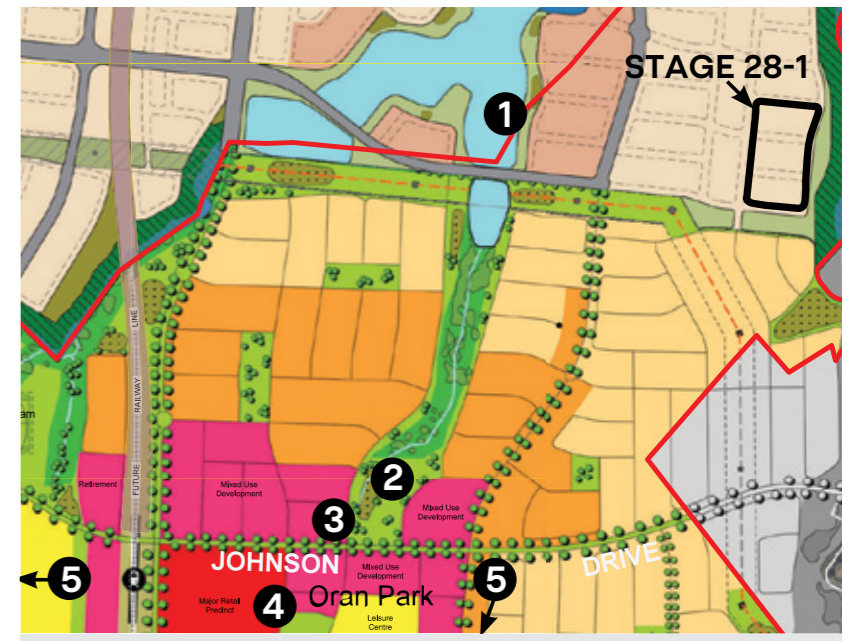 STAGE 28-1
1
FUTURE RAILWAY LINE
am
2
Retirement
Mixed Use
Development
Mixed Use
Development
3
JOHNSON DRIVE
5
Mixed Use
Development
5
Major Retail
Precinct
4
Oran Park
Leisure
Centre